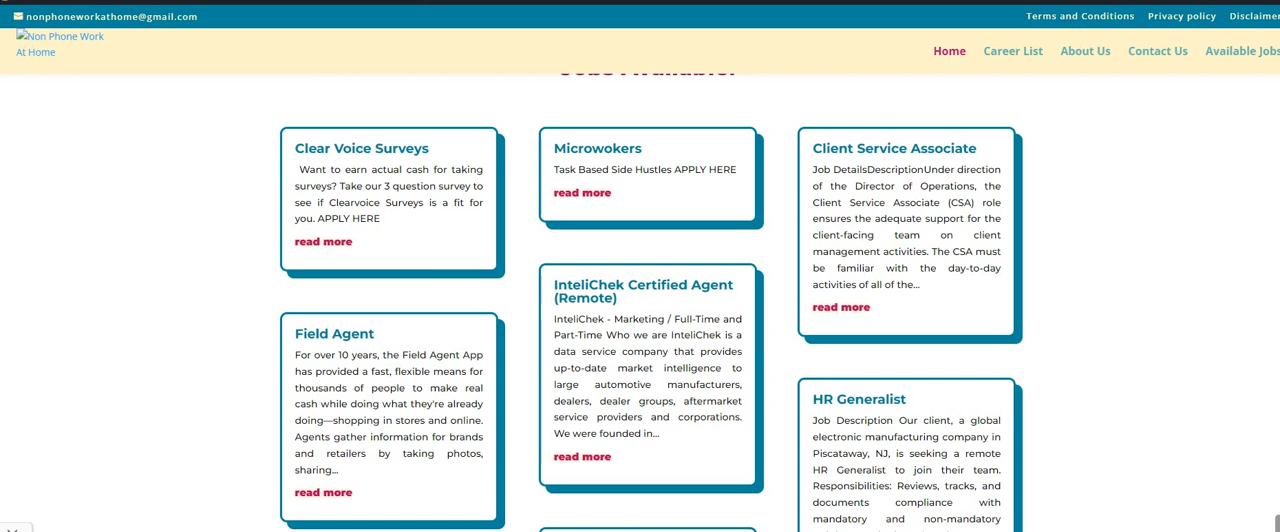 nonphoneworkathome@gmail.com
Terms and Conditions Privacy policy Disclaimer
Non Phone Work
At Home
Home Career List About Us Contact Us Available Jobs
Jobs Available!
Clear Voice Surveys
Want to earn actual cash for taking
surveys? Take our 3 question survey to
see if Clearvoice Surveys is a fit for
you. APPLY HERE
read more
Field Agent
For over 10 years, the Field Agent App
has provided a fast, flexible means for
thousands of people to make real
cash while doing what they're already
doing—shopping in stores and online.
Agents gather information for brands
and retailers by taking photos,
sharing...
read more
Microwokers
Task Based Side Hustles APPLY HERE
read more
InteliChek Certified Agent
(Remote)
InteliChek - Marketing / Full-Time and
Part-Time Who we are InteliChek is a
data service company that provides
up-to-date market intelligence to
large automotive manufacturers,
dealers, dealer groups, aftermarket
service providers and corporations.
We were founded in...
read more
Client Service Associate
Job DetailsDescriptionUnder direction
of the Director of Operations, the
Client Service Associate (CSA) role
ensures the adequate support for the
client-facing team on client
management activities. The CSA must
be familiar with the day-to-day
activities of all of the...
read more
HR Generalist
Job Description Our client, a global
electronic manufacturing company in
Piscataway, NJ, is seeking a remote
HR Generalist to join their team.
Responsibilities: Reviews, tracks, and
documents compliance with
mandatory and non-mandatory